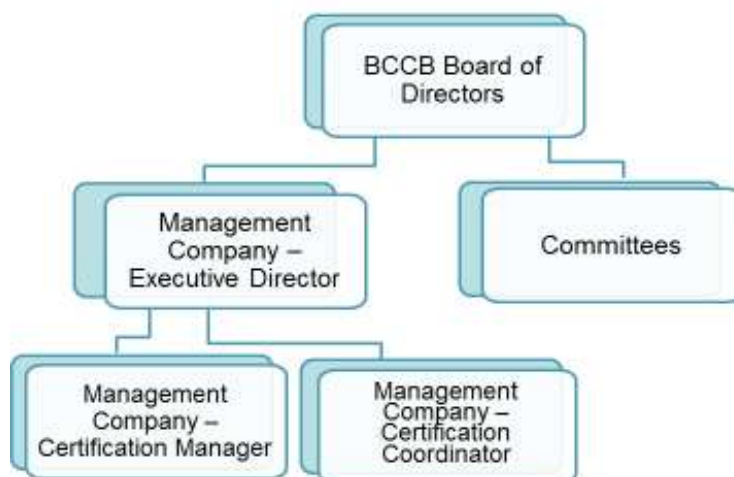 BCCB Board of
Directors
Management
Company –
Executive Director
Committees
Management
Company –
Certification Manager
Management
Company –
Certification
Coordinator